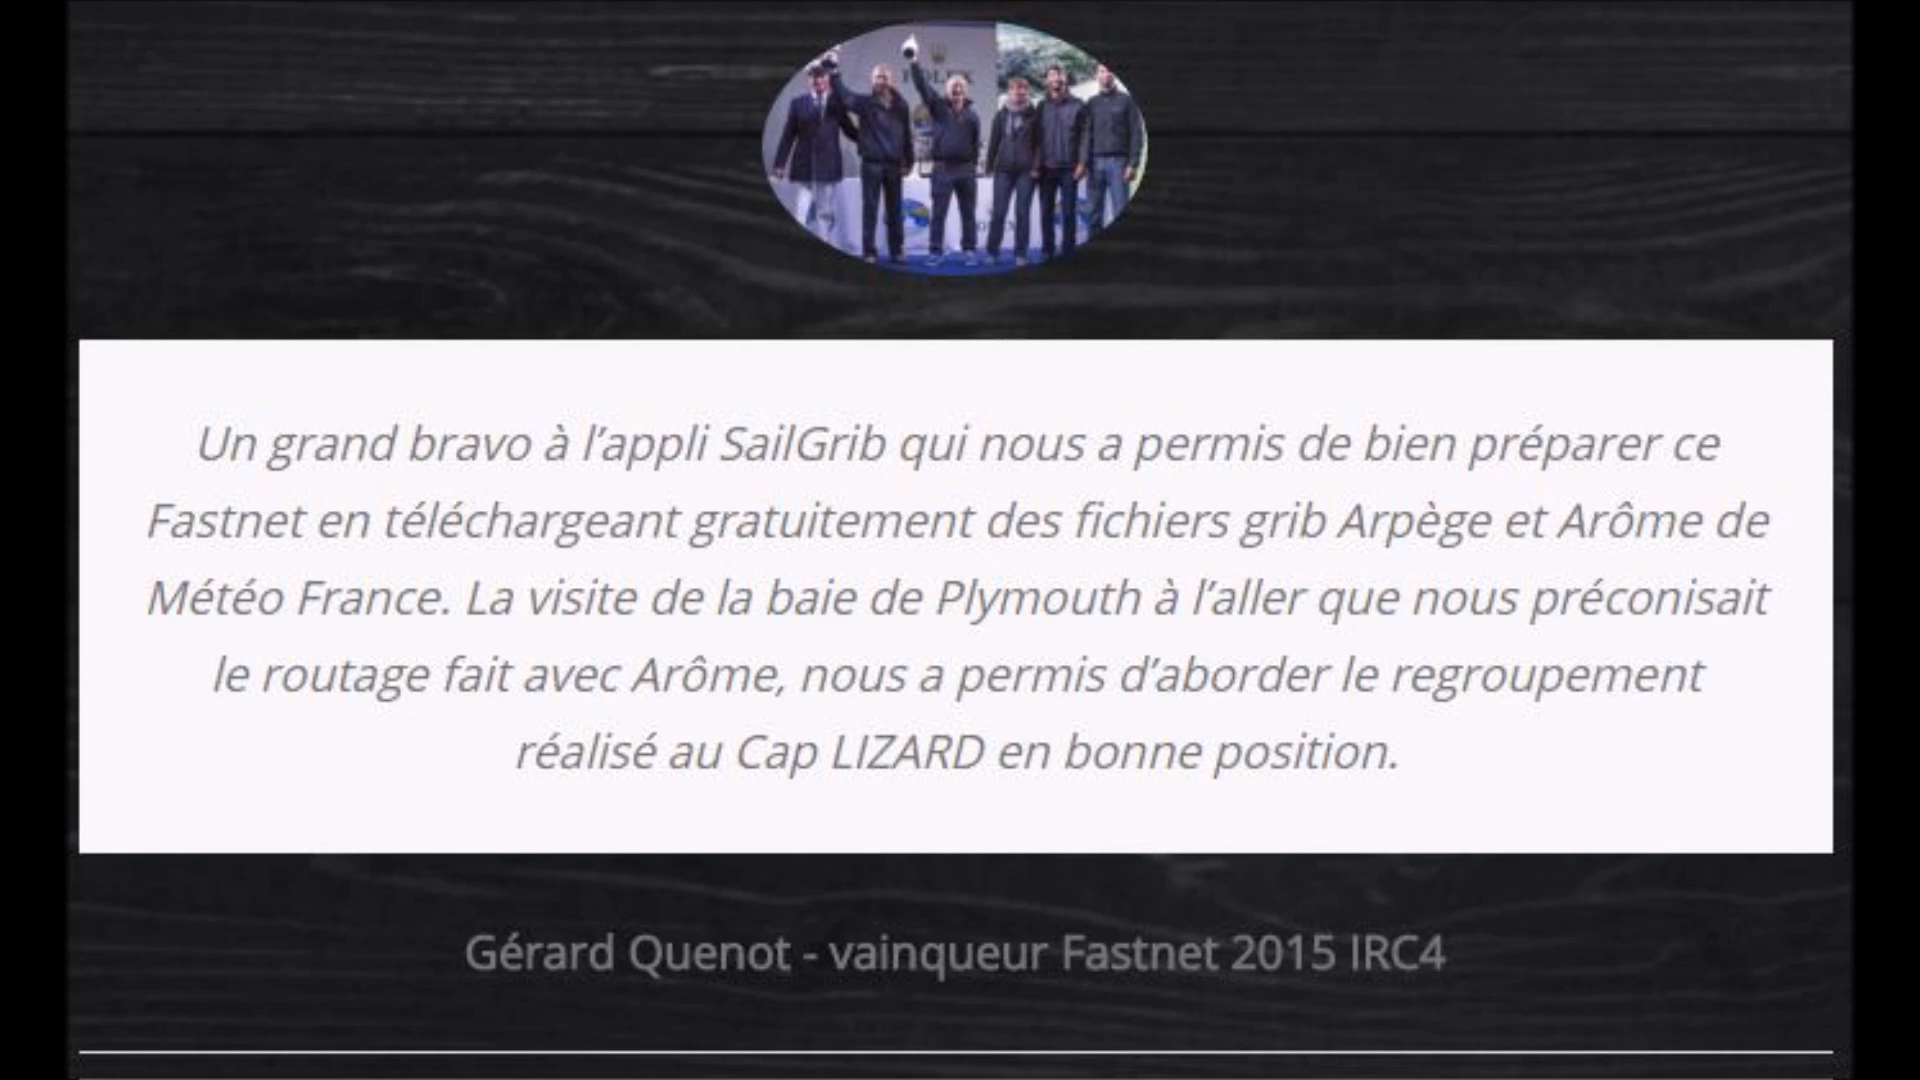 ROLEX
Un grand bravo à l’appli SailGrib qui nous a permis de bien préparer ce
Fastnet en téléchargeant gratuitement des fichiers grib Arpège et Arôme de
Météo France. La visite de la baie de Plymouth à l’aller que nous préconisait
le routage fait avec Arôme, nous a permis d’aborder le regroupement
réalisé au Cap LIZARD en bonne position.
Gérard Quenot - vainqueur Fastnet 2015 IRC4